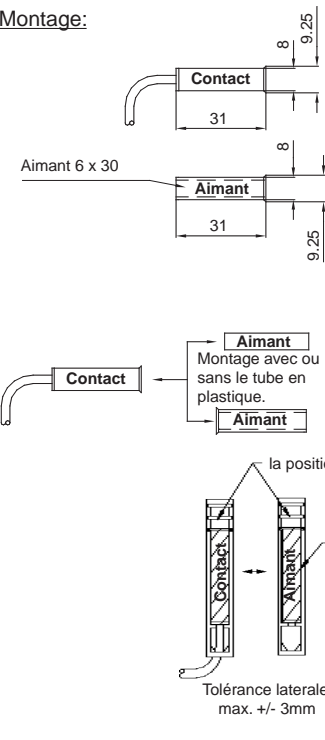 Montage:
8
9.25
Contact
31
Aimant 6 x 30
8
Aimant
31
9.25
Aimant
Montage avec ou
sans le tube en
plastique.
Contact
Aimant
la positi
Contact
Aimant
Tolérance laterale
max. +/- 3mm